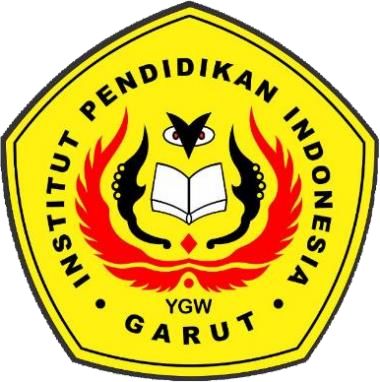 INSTITUT PENDIDIKAN INDONESIA
YGW
• GARUT •